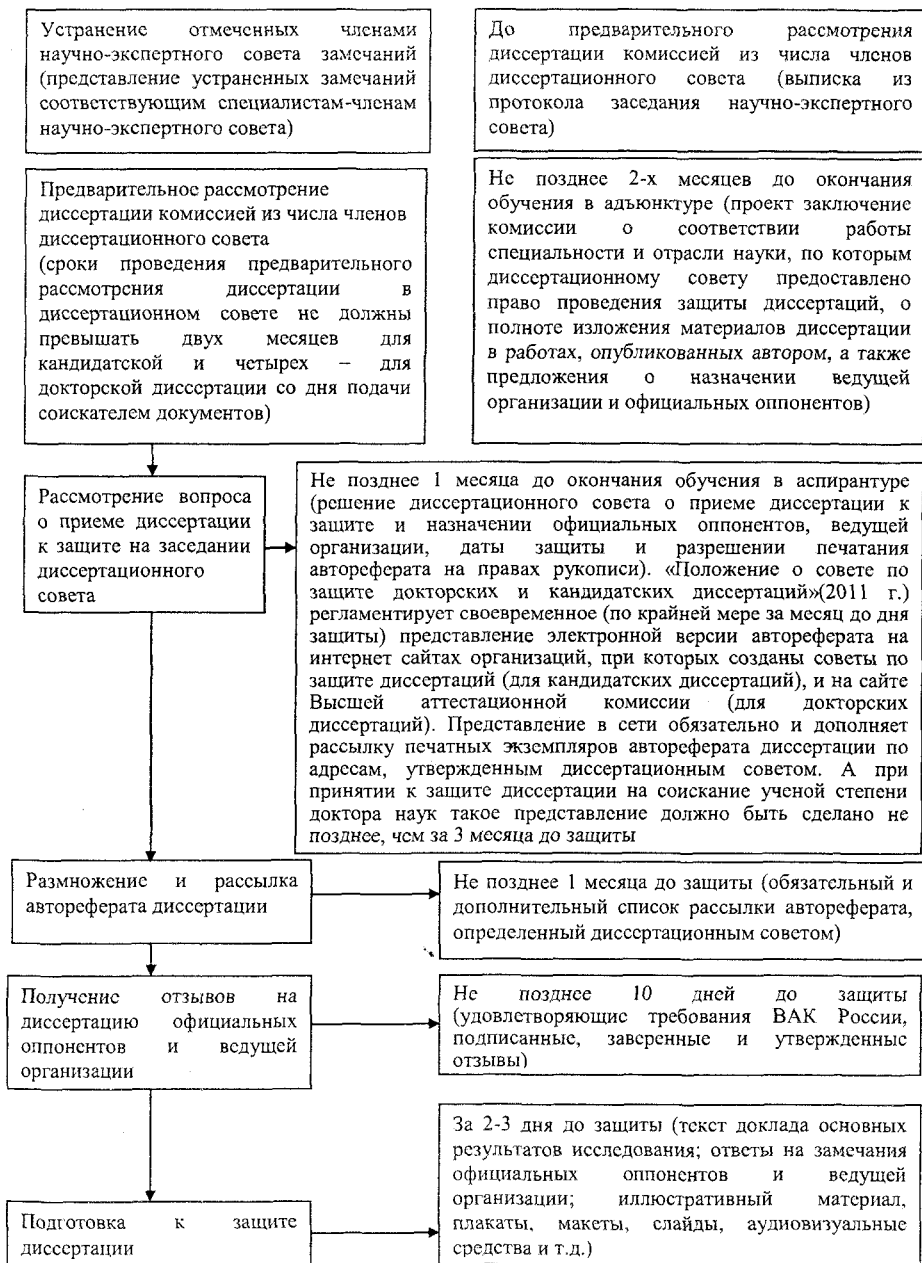 Устранение отмеченных членами
научно-экспертного совета замечаний
(представление устраненных замечаний
соответствующим специалистам-членам
научно-экспертного совета)
До предварительного рассмотрения
диссертации комиссией из числа членов
диссертационного совета (выписка из
протокола заседания научно-экспертного
совета)
Предварительное рассмотрение
диссертации комиссией из числа членов
диссертационного совета
(сроки проведения предварительного
рассмотрения диссертации в
диссертационном совете не должны
превышать двух месяцев для
кандидатской и четырех – для
докторской диссертации со дня подачи
соискателем документов)
Не позднее 2-х месяцев до окончания
обучения в адъюнктуре (проект заключение
комиссии о соответствии работы
специальности и отрасли науки, по которым
диссертационному совету предоставлено
право проведения защиты диссертаций, о
полноте изложения материалов диссертации
в работах, опубликованных автором, а также
предложения о назначении ведущей
организации и официальных оппонентов)
Рассмотрение вопроса
о приеме диссертации
к защите на заседании
диссертационного
совета
Не позднее 1 месяца до окончания обучения в аспирантуре
(решение диссертационного совета о приеме диссертации к
защите и назначении официальных оппонентов, ведущей
организации, даты защиты и разрешении печатания
автореферата на правах рукописи). «Положение о совете по
защите докторских и кандидатских диссертаций»(2011 г.)
регламентирует своевременное (по крайней мере за месяц до дня
защиты) представление электронной версии автореферата на
интернет сайтах организаций, при которых созданы советы по
защите диссертаций (для кандидатских диссертаций), и на сайте
Высшей аттестационной комиссии (для докторских
диссертаций). Представление в сети обязательно и дополняет
рассылку печатных экземпляров автореферата диссертации по
адресам, утвержденным диссертационным советом. А при
принятии к защите диссертации на соискание ученой степени
доктора наук такое представление должно быть сделано не
позднее, чем за 3 месяца до защиты
Размножение и рассылка
автореферата диссертации
Не позднее 1 месяца до защиты (обязательный и
дополнительный список рассылки автореферата,
определенный диссертационным советом)
Получение отзывов на
диссертацию официальных
оппонентов и ведущей
организации
Не позднее 10 дней до защиты
(удовлетворяющие требования ВАК России,
подписанные, заверенные и утвержденные
отзывы)
Подготовка к защите
диссертации
За 2-3 дня до защиты (текст доклада основных
результатов исследования; ответы на замечания
официальных оппонентов и ведущей
организации; иллюстративный материал,
плакаты, макеты, слайды, аудиовизуальные
средства и т.д.)